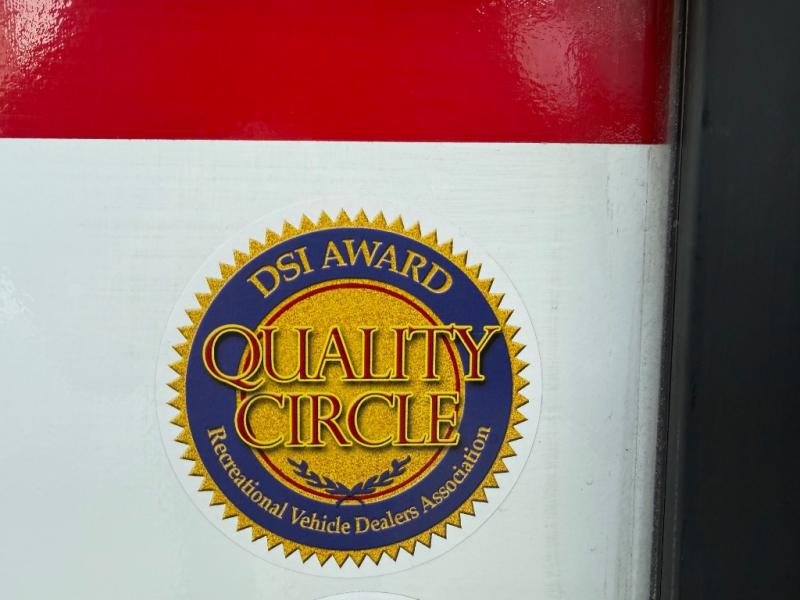 DSI AWARD
QUALITY
CIRCLE
Recreational Vehicle Dealers Association